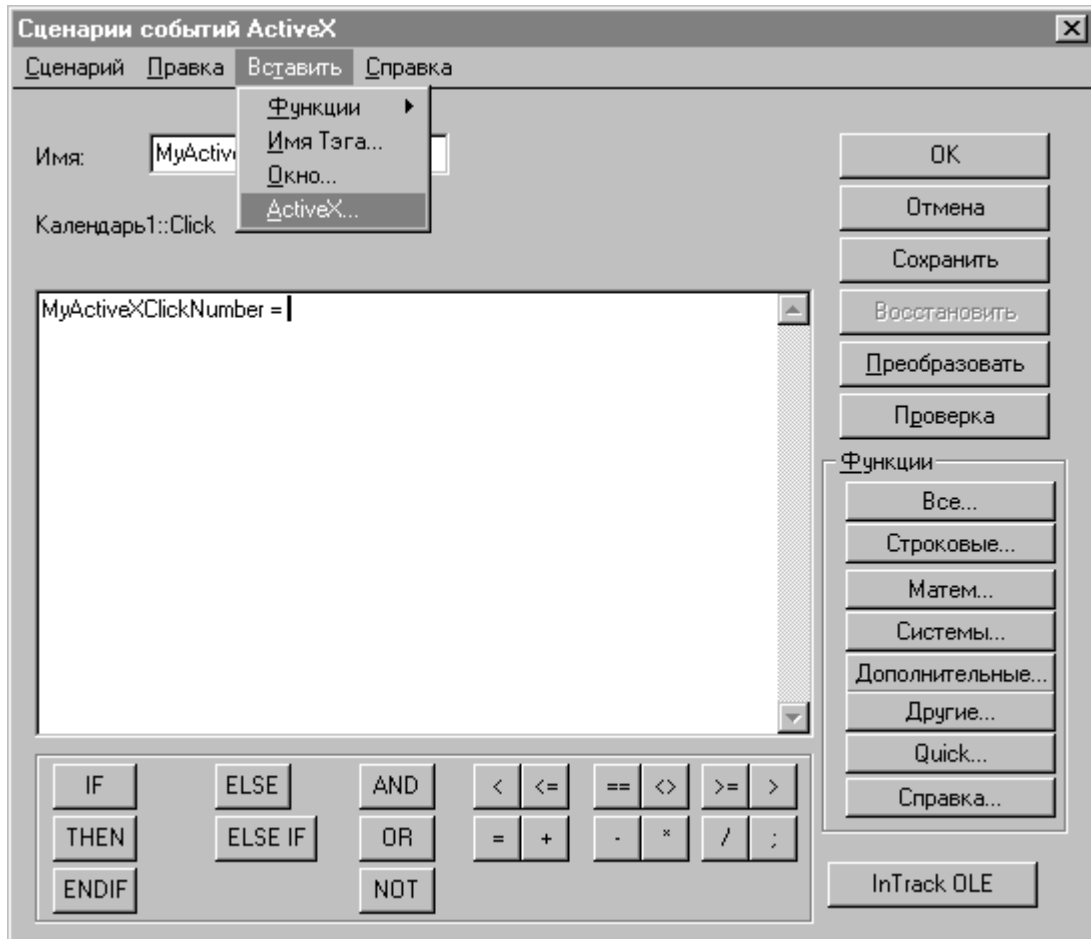 Сценарии событий ActiveX
Сценарий Правка Вставить Справка
Функции
Имя Тэга...
Окно...
ActiveX...
Имя: MyActiv
Календарь1::Click
MyActiveXClickNumber =
OK
Отмена
Сохранить
Восстановить
Преобразовать
Проверка
Функции
Все...
Строковые...
Матем...
Системы...
Дополнительные...
Другие...
Quick...
Справка...
InTrack OLE
IF ELSE AND < <= == <> >= >
THEN ELSE IF OR = + - * / ;
ENDIF NOT